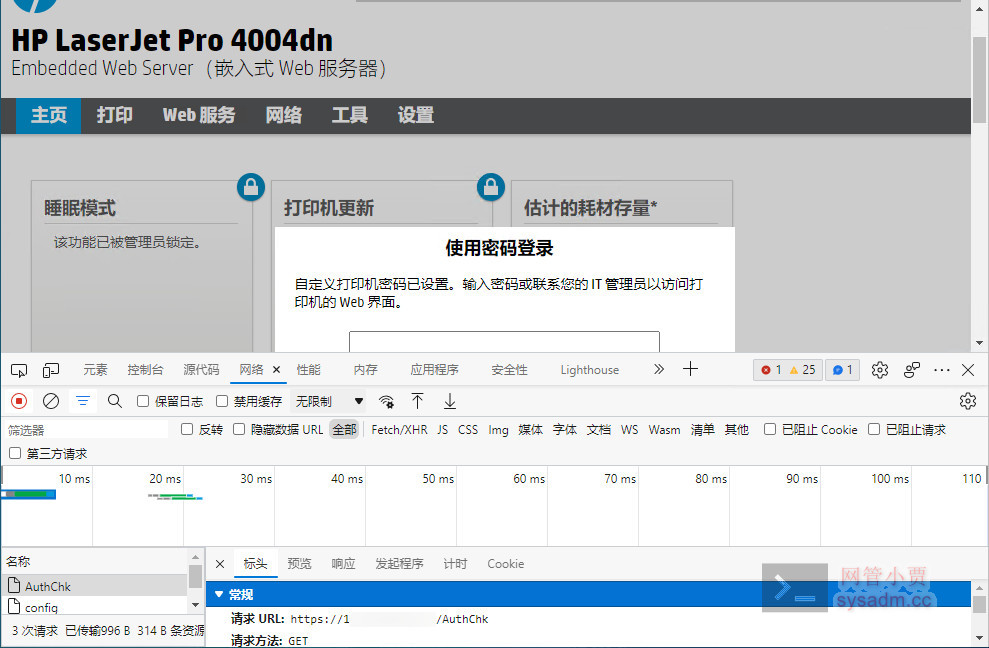 HP LaserJet Pro 4004dn
Embedded Web Server（嵌入式 Web 服务器）
主页 打印 Web 服务 网络 工具 设置
睡眠模式 打印机更新 估计的耗材存量*
该功能已被管理员锁定。
使用密码登录
自定义打印机密码已设置。输入密码或联系您的 IT 管理员以访问打
印机的 Web 界面。
元素 控制台 源代码 网络 性能 内存 应用程序 安全性 Lighthouse 1 25 1
保留日志 禁用缓存 无限制
筛选器 反转 隐藏数据 URL 全部 Fetch/XHR JS CSS Img 媒体 字体 文档 WS Wasm 清单 其他 已阻止 Cookie 已阻止请求
第三方请求
10 ms 20 ms 30 ms 40 ms 50 ms 60 ms 70 ms 80 ms 90 ms 100 ms 110
名称 标头 预览 响应 发起程序 计时 Cookie
AuthChk
config
3 次请求 已传输996 B 314 B 条资源
常规
请求 URL: https://1 /AuthChk
请求方法: GET
网管小贾
sysadm.cc